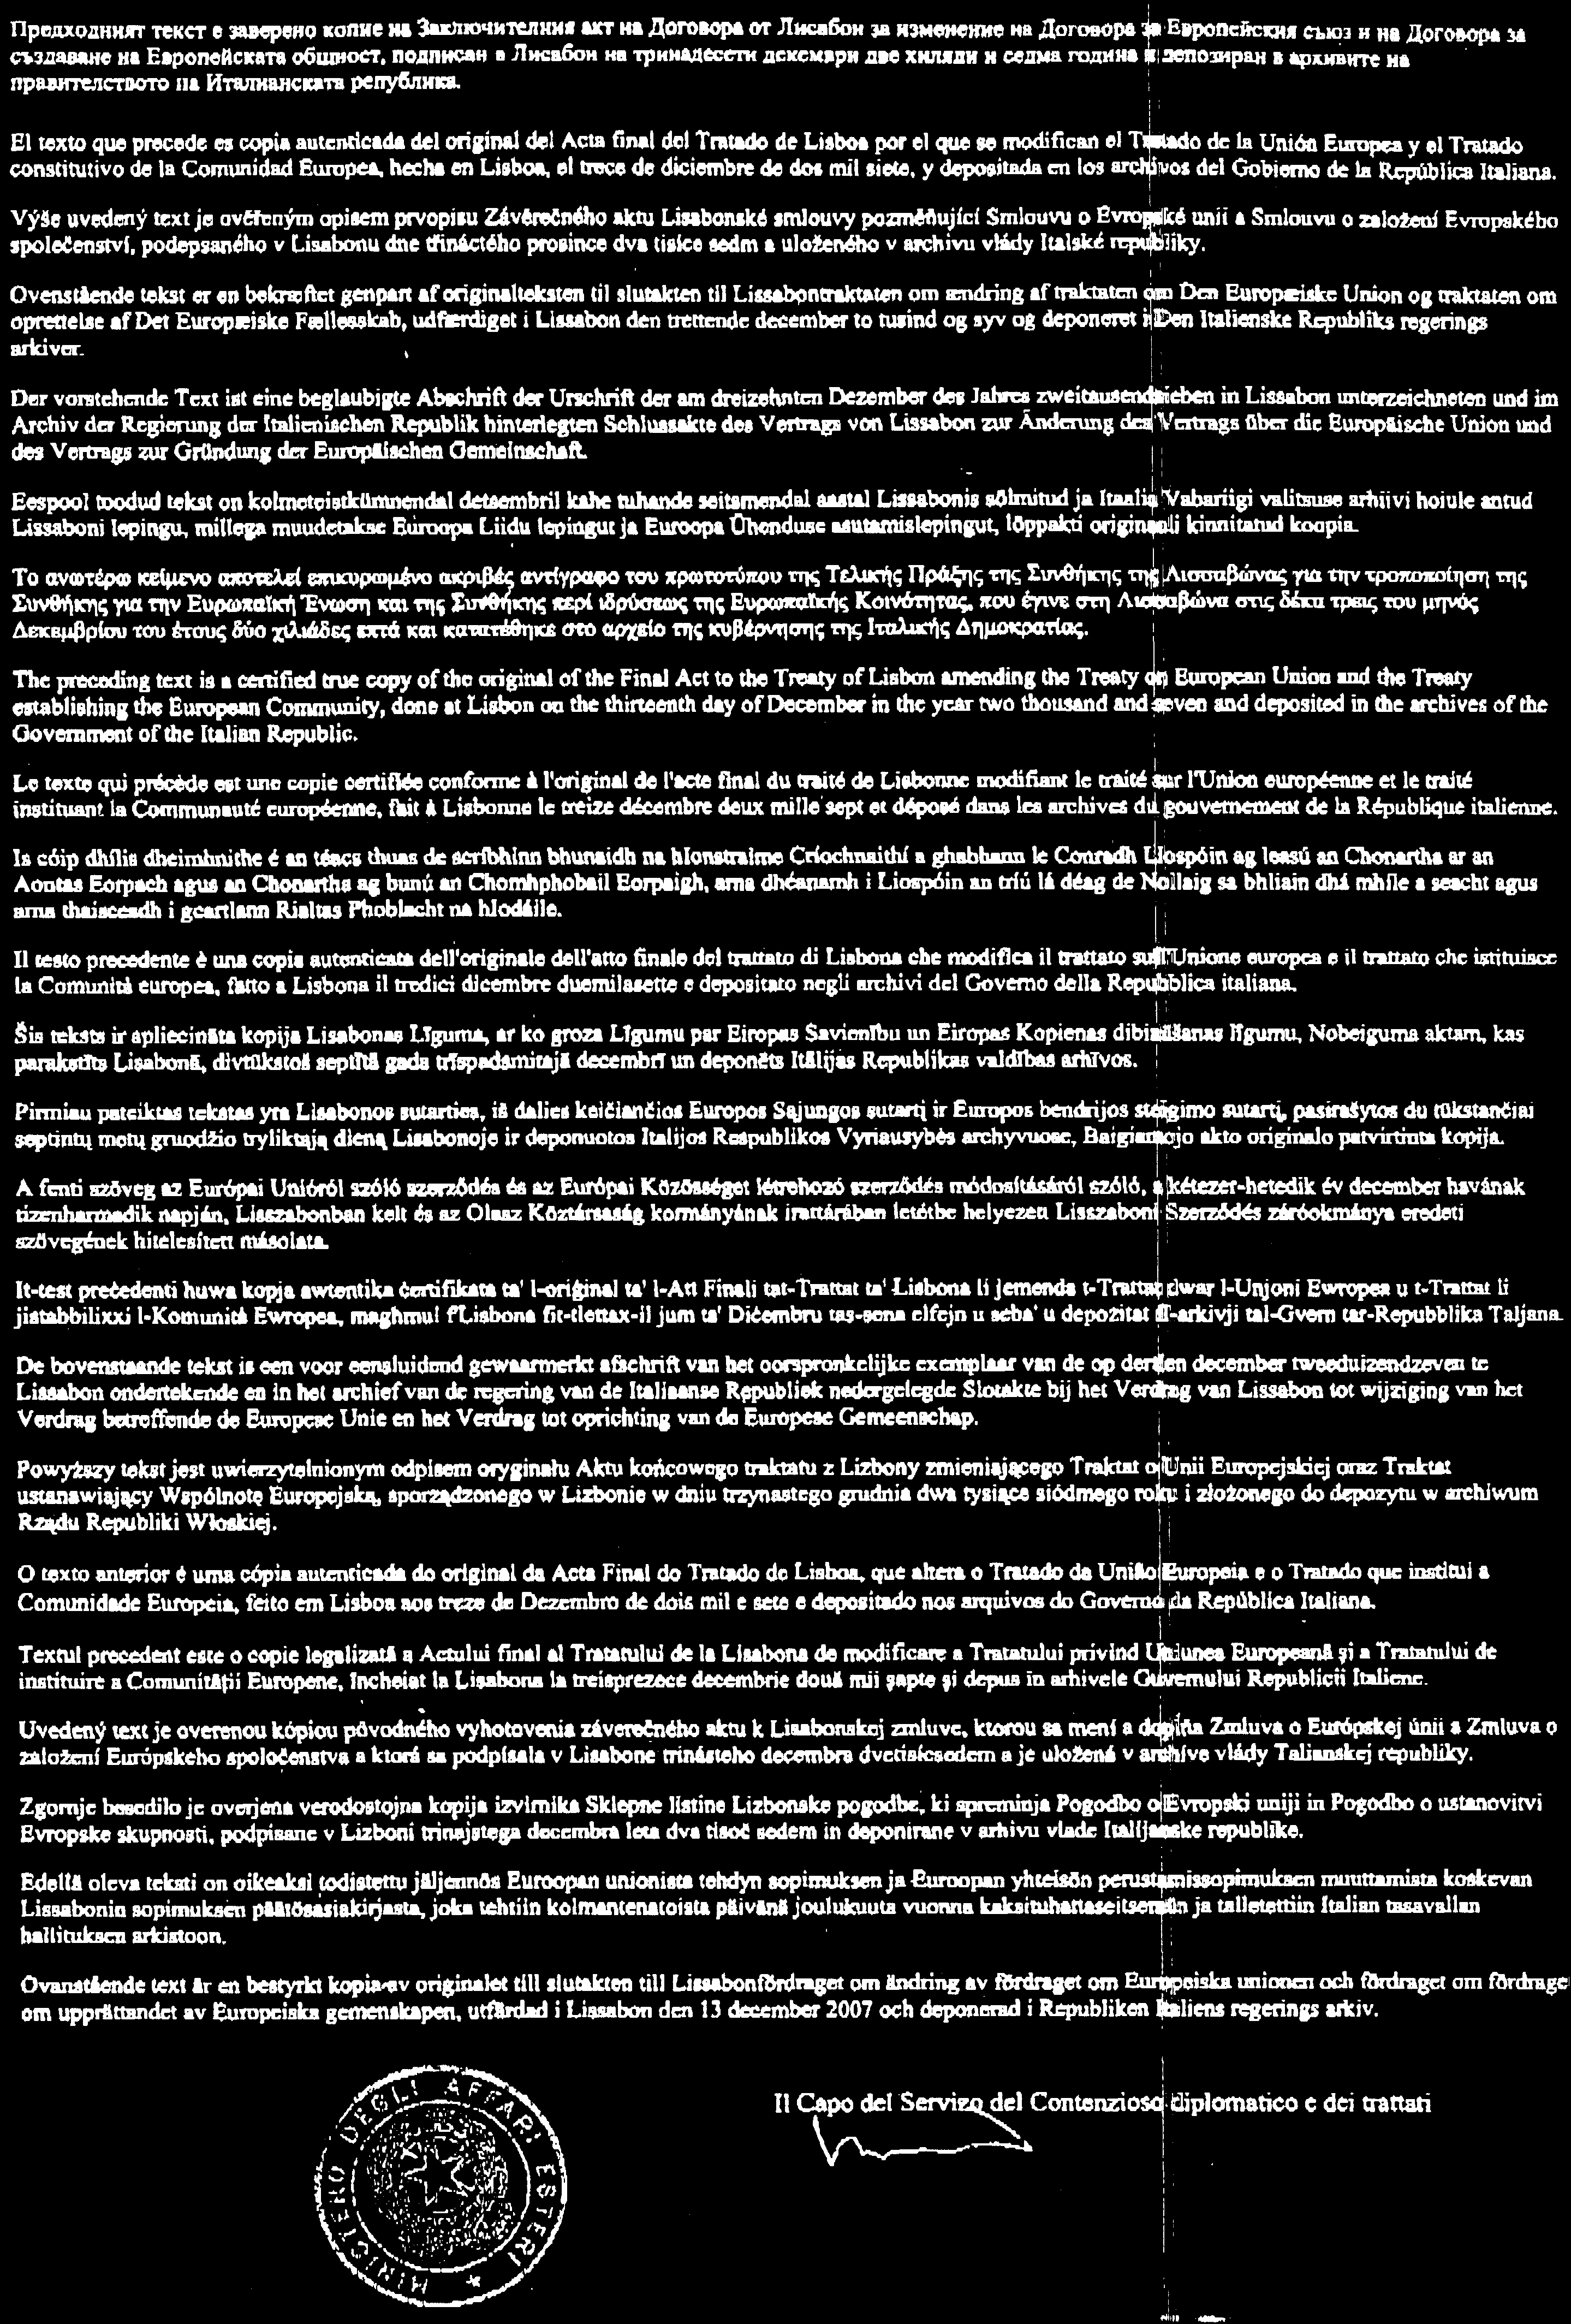 Предходният текст е заверено копие на Заключителния акт на Договора от Лисабон за изменение на Договора за Европейския съюз и на Договора за
създаване на Европейската общност, подписан в Лисабон на тринадесети декември две хиляди и седма година и депозиран в архивите на
правителството на Италианската република.
El texto que precede es copia autenticada del original del Acta final del Tratado de Lisboa por el que se modifican el Tratado de la Unión Europea y el Tratado
constitutivo de la Comunidad Europea, hecha en Lisboa, el trece de diciembre de dos mil siete, y depositada en los archivos del Gobierno de la República Italiana.
Výše uvedený text je ověřeným opisem prvopisu Závěrečného aktu Lisabonské smlouvy pozměňující Smlouvu o Evropské unii a Smlouvu o založení Evropského
společenství, podepsaného v Lisabonu dne třináctého prosince dva tisíce sedm a uloženého v archivu vlády Italské republiky.
Ovenstående tekst er en bekræftet genpart af originalteksten til slutakten til Lissabontraktaten om ændring af traktaten om Den Europæiske Union og traktaten om
oprettelse af Det Europæiske Fællesskab, udfærdiget i Lissabon den trettende december to tusind og syv og deponeret i Den Italienske Republiks regerings
arkiver.
Der vorstehende Text ist eine beglaubigte Abschrift der Urschrift der am dreizehnten Dezember des Jahres zweitausendsieben in Lissabon unterzeichneten und im
Archiv der Regierung der Italienischen Republik hinterlegten Schlussakte des Vertrags von Lissabon zur Änderung des Vertrags über die Europäische Union und
des Vertrags zur Gründung der Europäischen Gemeinschaft.
Eespool toodud tekst on kolmeteistkümnendal detsembril kahe tuhande seitsmendal aastal Lissabonis sõlmitud ja Itaalia Vabariigi valitsuse arhiivi hoiule antud
Lissaboni lepingu, millega muudetakse Euroopa Liidu lepingut ja Euroopa Ühenduse asutamislepingut, lõppakti originaali kinnitatud koopia.
Το ανωτέρω κείμενο αποτελεί επικυρωμένο ακριβές αντίγραφο του πρωτοτύπου της Τελικής Πράξης της Συνθήκης της Λισσαβώνας για την τροποποίηση της
Συνθήκης για την Ευρωπαϊκή Ένωση και της Συνθήκης περί ιδρύσεως της Ευρωπαϊκής Κοινότητας, που έγινε στη Λισσαβώνα στις δέκα τρεις του μηνός
Δεκεμβρίου του έτους δύο χιλιάδες επτά και κατατέθηκε στο αρχείο της κυβέρνησης της Ιταλικής Δημοκρατίας.
The preceding text is a certified true copy of the original of the Final Act to the Treaty of Lisbon amending the Treaty on European Union and the Treaty
establishing the European Community, done at Lisbon on the thirteenth day of December in the year two thousand and seven and deposited in the archives of the
Government of the Italian Republic.
Le texte qui précède est une copie certifiée conforme à l'original de l'acte final du traité de Lisbonne modifiant le traité sur l'Union européenne et le traité
instituant la Communauté européenne, fait à Lisbonne le treize décembre deux mille sept et déposé dans les archives du gouvernement de la République italienne.
Is cóip dhílis dheimhnithe é an téacs thuas de scríbhinn bhunaidh na hIonstraime Críochnaithí a ghabhann le Conradh Liospóin ag leasú an Chonartha ar an
Aontas Eorpach agus an Chonartha ag bunú an Chomhphobail Eorpaigh, arna dhéanamh i Liospóin an tríú lá déag de Nollaig sa bhliain dhá mhíle a seacht agus
arna thaisceadh i gcartlann Rialtas Phoblacht na hIodáile.
Il testo precedente è una copia autenticata dell'originale dell'atto finale del trattato di Lisbona che modifica il trattato sull'Unione europea e il trattato che istituisce
la Comunità europea, fatto a Lisbona il tredici dicembre duemilasette e depositato negli archivi del Governo della Repubblica italiana.
Šis teksts ir apliecināta kopija Lisabonas Līguma, ar ko groza Līgumu par Eiropas Savienību un Eiropas Kopienas dibināšanas līgumu, Nobeiguma aktam, kas
parakstīts Lisabonā, divtūkstoš septītā gada trīspadsmitajā decembrī un deponēts Itālijas Republikas valdības arhīvos.
Pirmiau pateiktas tekstas yra Lisabonos sutarties, iš dalies keičiančios Europos Sąjungos sutartį ir Europos bendrijos steigimo sutartį, pasirašytos du tūkstančiai
septintų metų gruodžio tryliktąją dieną Lisabonoje ir deponuotos Italijos Respublikos Vyriausybės archyvuose, Baigiamojo akto originalo patvirtinta kopija.
A fenti szöveg az Európai Unióról szóló szerződés és az Európai Közösséget létrehozó szerződés módosításáról szóló, a kétezer-hetedik év december havának
tizenharmadik napján, Lisszabonban kelt és az Olasz Köztársaság kormányának irattárában letétbe helyezett Lisszaboni Szerződés záróokmánya eredeti
szövegének hitelesített másolata.
It-test preċedenti huwa kopja awtentika ċertifikata ta' l-oriġinal ta' l-Att Finali tat-Trattat ta' Lisbona li jemenda t-Trattat dwar l-Unjoni Ewropea u t-Trattat li
jistabbilixxi l-Komunità Ewropea, magħmul f'Lisbona fit-tlettax-il jum ta' Diċembru tas-sena elfejn u seba' u depożitat fl-arkivji tal-Gvern tar-Repubblika Taljana.
De bovenstaande tekst is een voor eensluidend gewaarmerkt afschrift van het oorspronkelijke exemplaar van de op dertien december tweeduizendzeven te
Lissabon ondertekende en in het archief van de regering van de Italiaanse Republiek nedergelegde Slotakte bij het Verdrag van Lissabon tot wijziging van het
Verdrag betreffende de Europese Unie en het Verdrag tot oprichting van de Europese Gemeenschap.
Powyższy tekst jest uwierzytelnionym odpisem oryginału Aktu końcowego traktatu z Lizbony zmieniającego Traktat o Unii Europejskiej oraz Traktat
ustanawiający Wspólnotę Europejską, sporządzonego w Lizbonie w dniu trzynastego grudnia dwa tysiące siódmego roku i złożonego do depozytu w archiwum
Rządu Republiki Włoskiej.
O texto anterior é uma cópia autenticada do original da Acta Final do Tratado de Lisboa, que altera o Tratado da União Europeia e o Tratado que institui a
Comunidade Europeia, feito em Lisboa aos treze de Dezembro de dois mil e sete e depositado nos arquivos do Governo da República Italiana.
Textul precedent este o copie legalizată a Actului final al Tratatului de la Lisabona de modificare a Tratatului privind Uniunea Europeană și a Tratatului de
instituire a Comunității Europene, încheiat la Lisabona la treisprezece decembrie două mii șapte și depus în arhivele Guvernului Republicii Italiene.
Uvedený text je overenou kópiou pôvodného vyhotovenia záverečného aktu k Lisabonskej zmluve, ktorou sa mení a dopĺňa Zmluva o Európskej únii a Zmluva o
založení Európskeho spoločenstva a ktorá sa podpísala v Lisabone trinásteho decembra dvetisícsedem a je uložená v archíve vlády Talianskej republiky.
Zgornje besedilo je overjena verodostojna kopija izvirnika Sklepne listine Lizbonske pogodbe, ki spreminja Pogodbo o Evropski uniji in Pogodbo o ustanovitvi
Evropske skupnosti, podpisane v Lizboni trinajstega decembra leta dva tisoč sedem in deponirane v arhivu vlade Italijanske republike.
Edellä oleva teksti on oikeaksi todistettu jäljennös Euroopan unionista tehdyn sopimuksen ja Euroopan yhteisön perustamissopimuksen muuttamista koskevan
Lissabonin sopimuksen päätösasiakirjasta, joka tehtiin kolmantenatoista päivänä joulukuuta vuonna kaksituhattaseitsemän ja talletettiin Italian tasavallan
hallituksen arkistoon.
Ovanstående text är en bestyrkt kopia av originalet till slutakten till Lissabonfördraget om ändring av fördraget om Europeiska unionen och fördraget om fördraget
om upprättandet av Europeiska gemenskapen, utfärdad i Lissabon den 13 december 2007 och deponerad i Republiken Italiens regerings arkiv.
Il Capo del Servizo del Contenzioso diplomatico e dei trattati
MINISTERO DEGLI AFFARI ESTERI